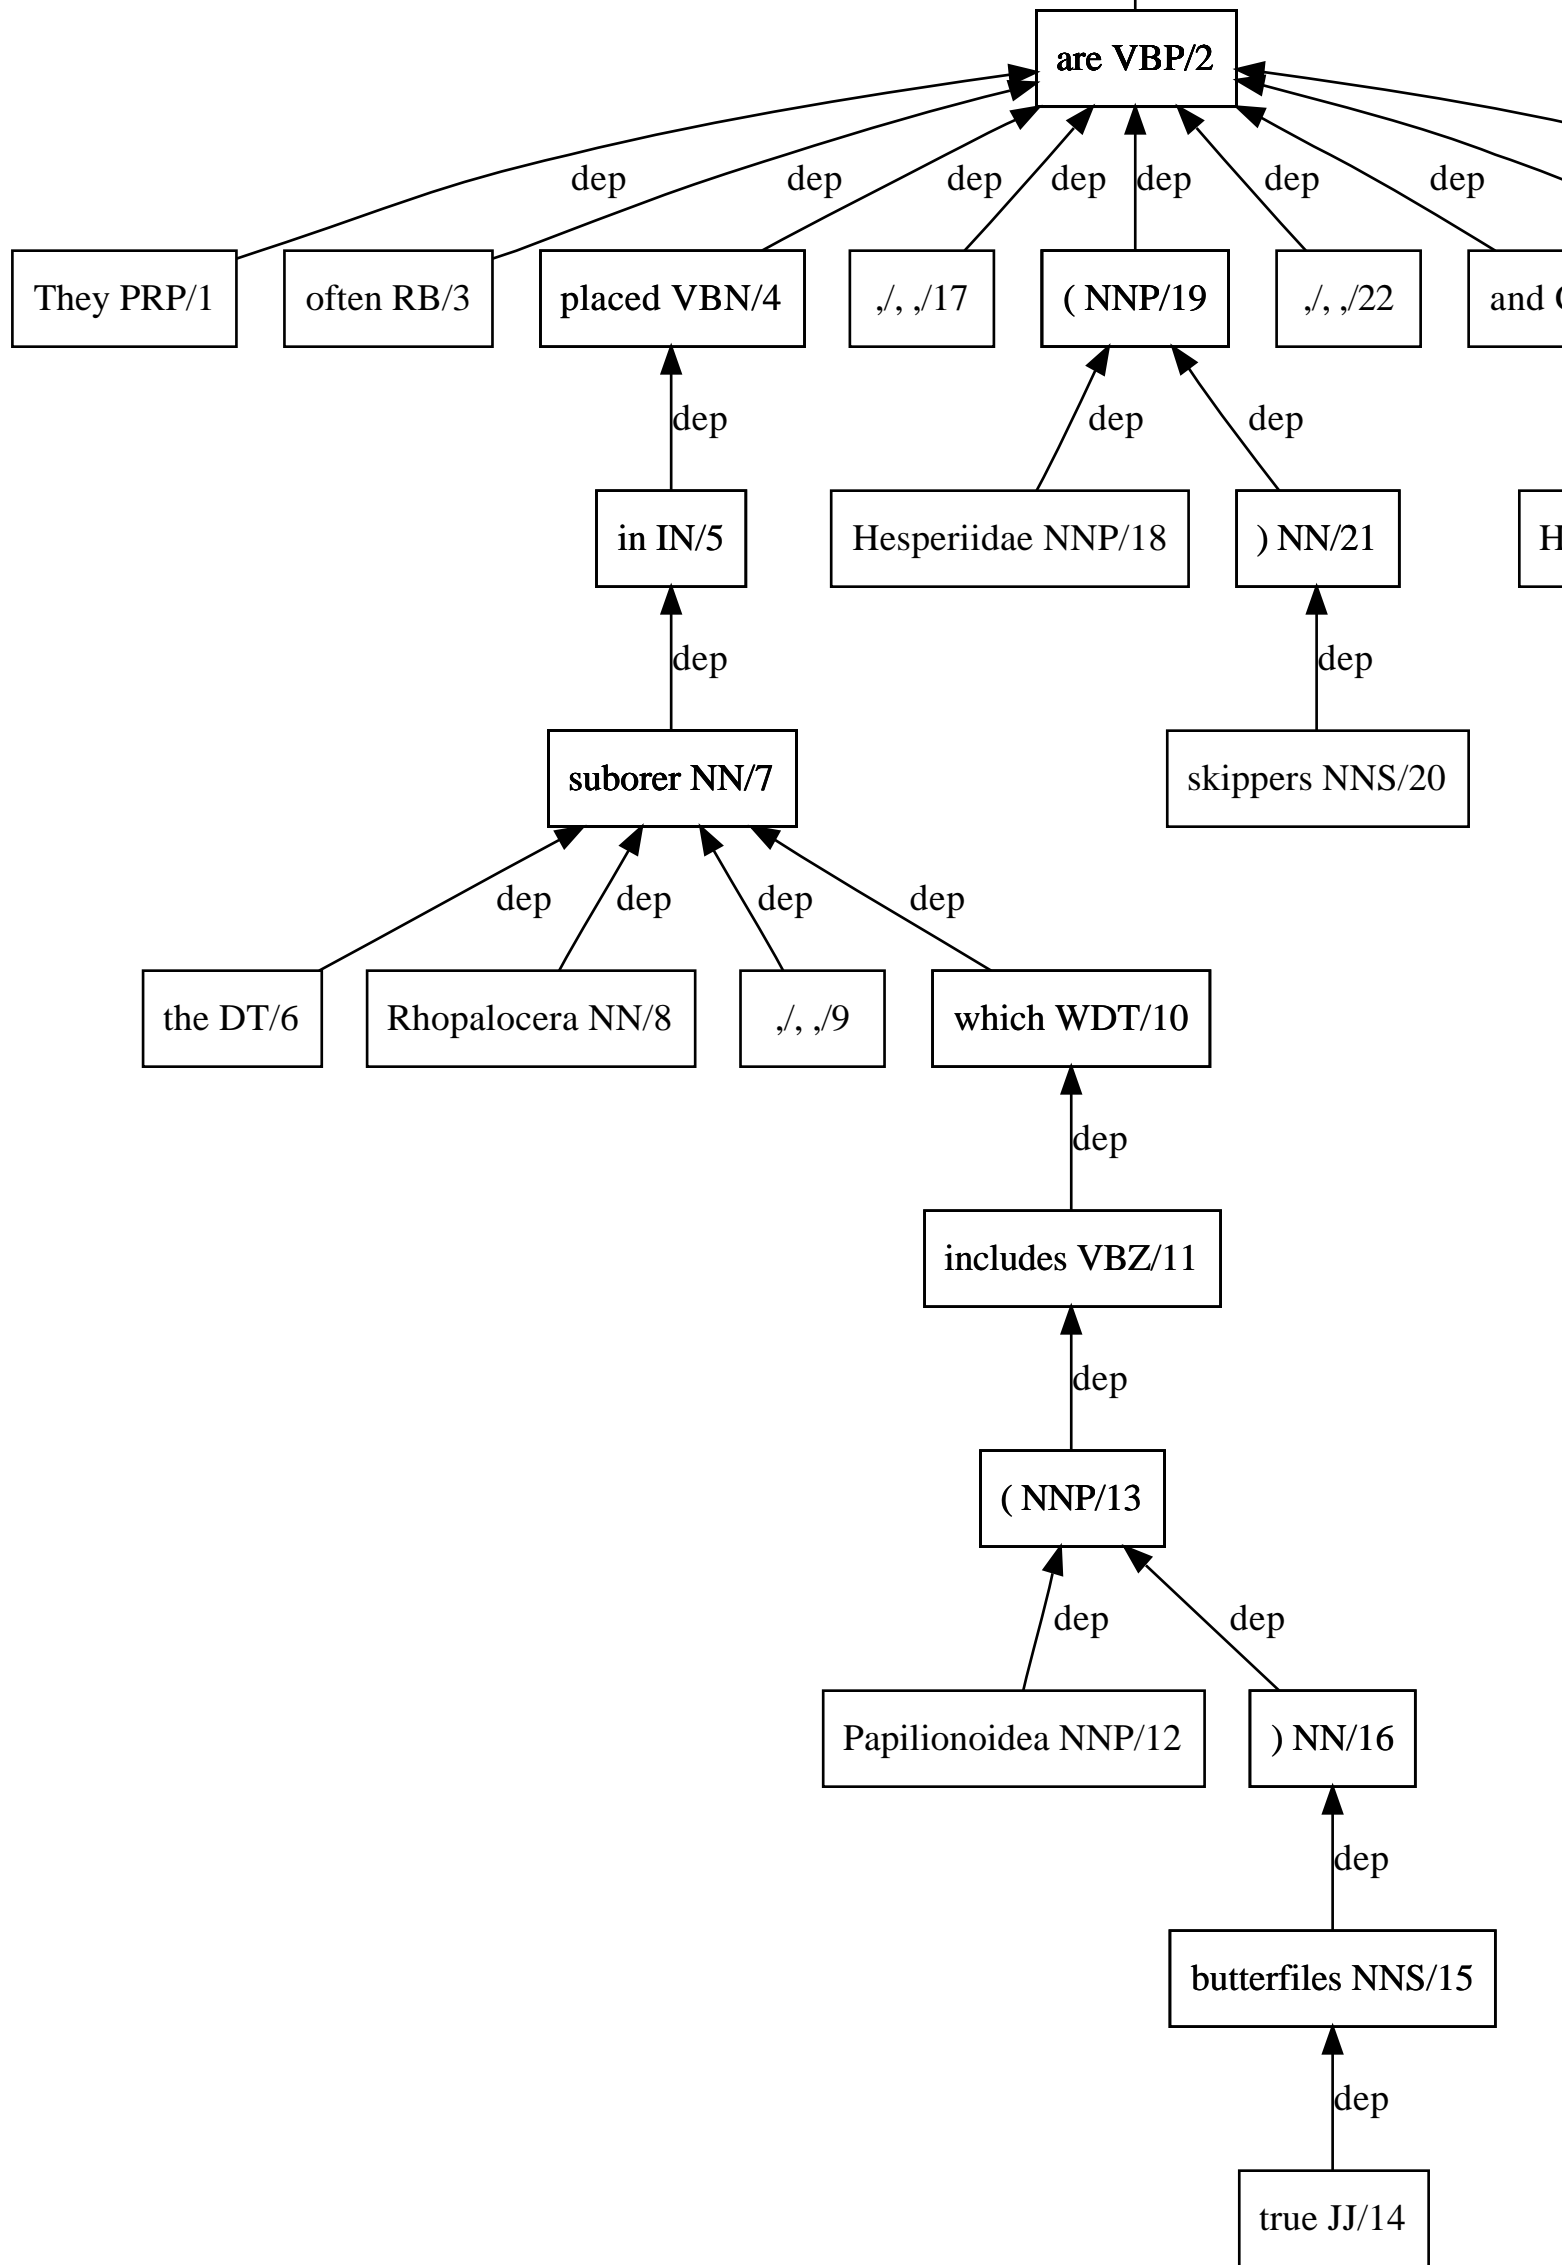 are VBP/2
dep dep dep dep dep dep dep
They PRP/1 often RB/3 placed VBN/4 ,/, ,/17 ( NNP/19 ,/, ,/22 and
dep dep dep
in IN/5 Hesperiidae NNP/18 ) NN/21
dep dep
suborer NN/7 skippers NNS/20
dep dep dep dep
the DT/6 Rhopalocera NN/8 ,/, ,/9 which WDT/10
dep
includes VBZ/11
dep
( NNP/13
dep dep
Papilionoidea NNP/12 ) NN/16
dep
butterfiles NNS/15
dep
true JJ/14